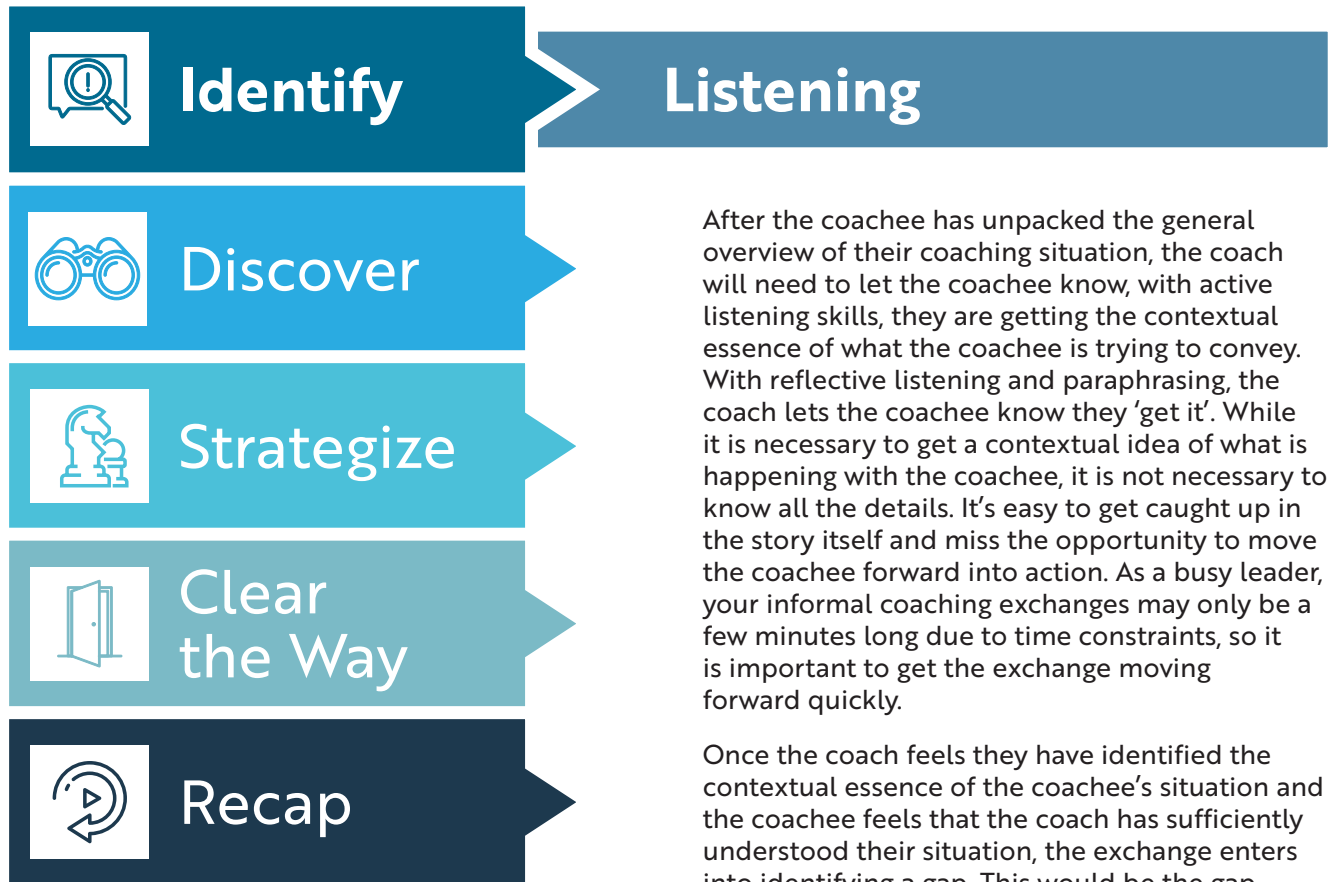 Identify
Discover
Strategize
Clear
the Way
Recap
Listening
After the coachee has unpacked the general
overview of their coaching situation, the coach
will need to let the coachee know, with active
listening skills, they are getting the contextual
essence of what the coachee is trying to convey.
With reflective listening and paraphrasing, the
coach lets the coachee know they ‘get it’. While
it is necessary to get a contextual idea of what is
happening with the coachee, it is not necessary to
know all the details. It’s easy to get caught up in
the story itself and miss the opportunity to move
the coachee forward into action. As a busy leader,
your informal coaching exchanges may only be a
few minutes long due to time constraints, so it
is important to get the exchange moving
forward quickly.
Once the coach feels they have identified the
contextual essence of the coachee’s situation and
the coachee feels that the coach has sufficiently
understood their situation, the exchange enters
into identifying a gap. This would be the gap